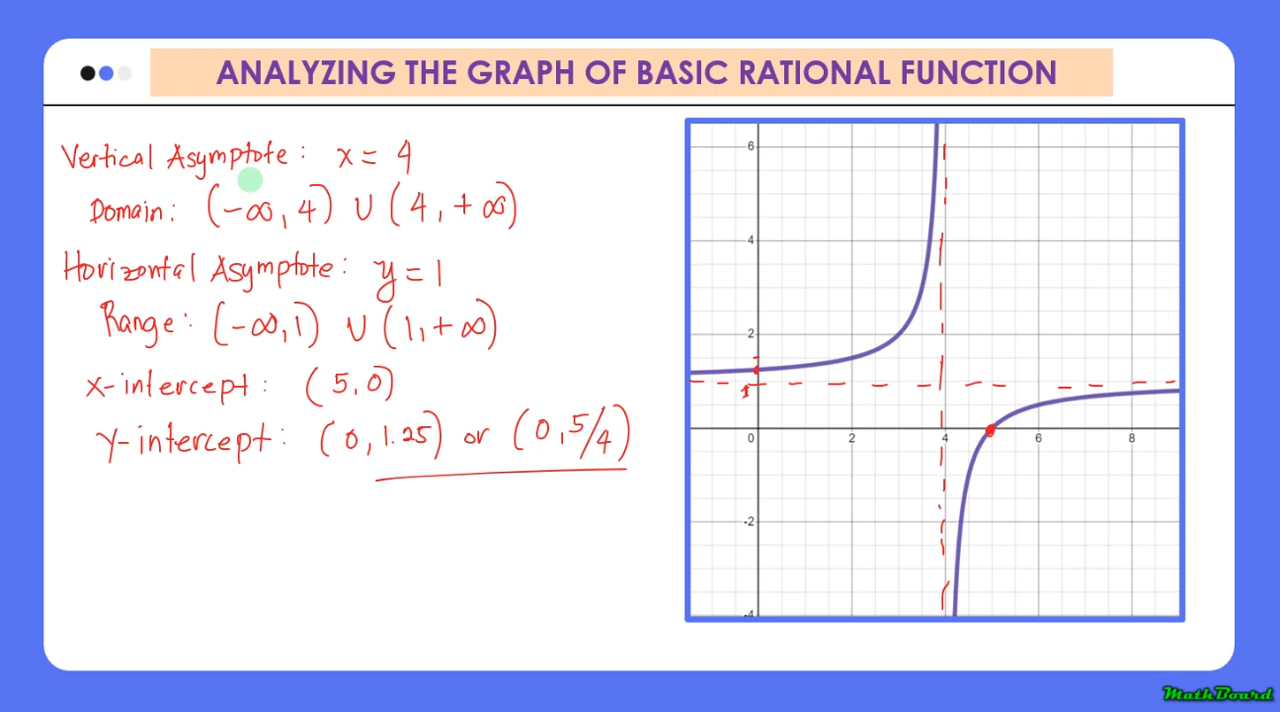 ANALYZING THE GRAPH OF BASIC RATIONAL FUNCTION
Vertical Asymptote: x = 4
Domain: (-∞, 4) ∪ (4, +∞)
Horizontal Asymptote: y = 1
Range: (-∞, 1) ∪ (1, +∞)
x-intercept: (5, 0)
y-intercept: (0, 1.25) or (0, 5/4)
6
4
2
1
0 2 4 6 8
-2
-4
MathBoard